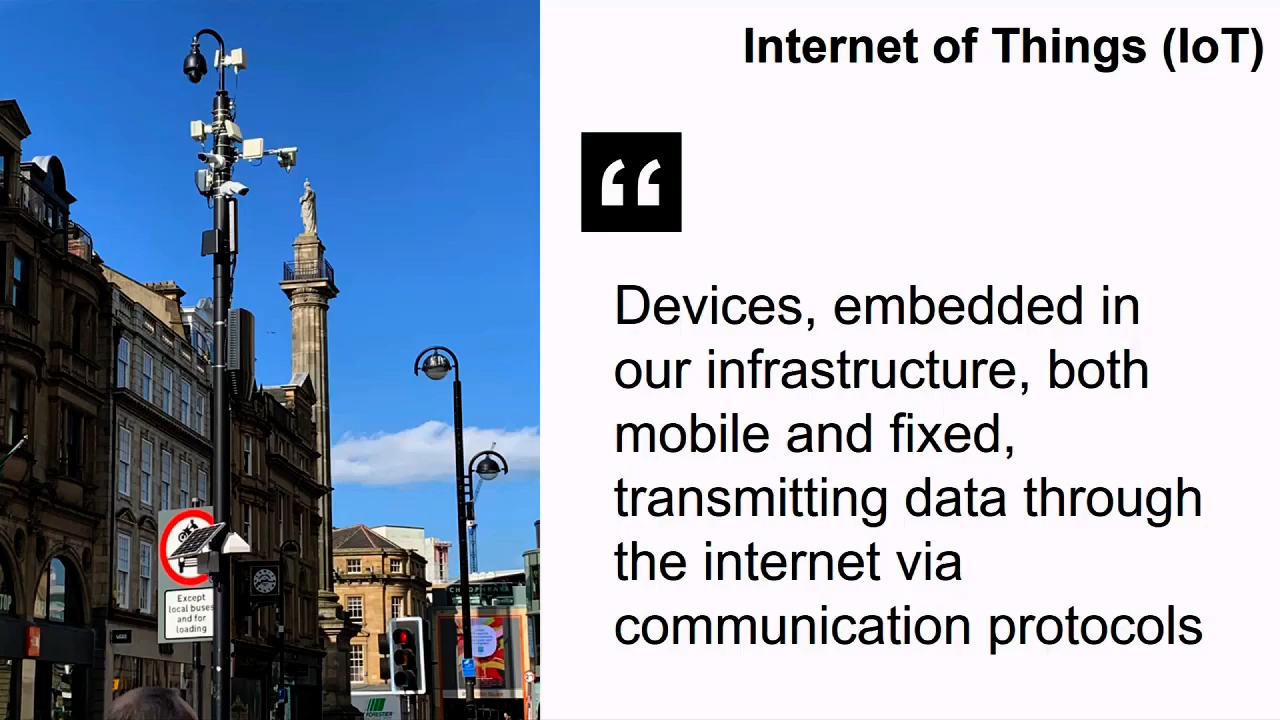 Internet of Things (IoT)
“
Devices, embedded in
our infrastructure, both
mobile and fixed,
transmitting data through
the internet via
communication protocols
Except
local buses
and for
loading
FORESTER